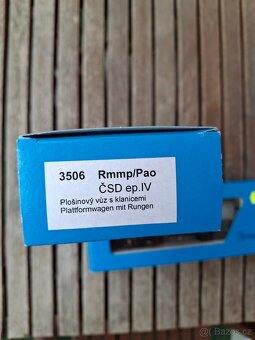 3506 Rmmp/Pao
ČSD ep.IV
Plošinový vůz s klanicemi
Plattformwagen mit Rungen
Bazoš.cz